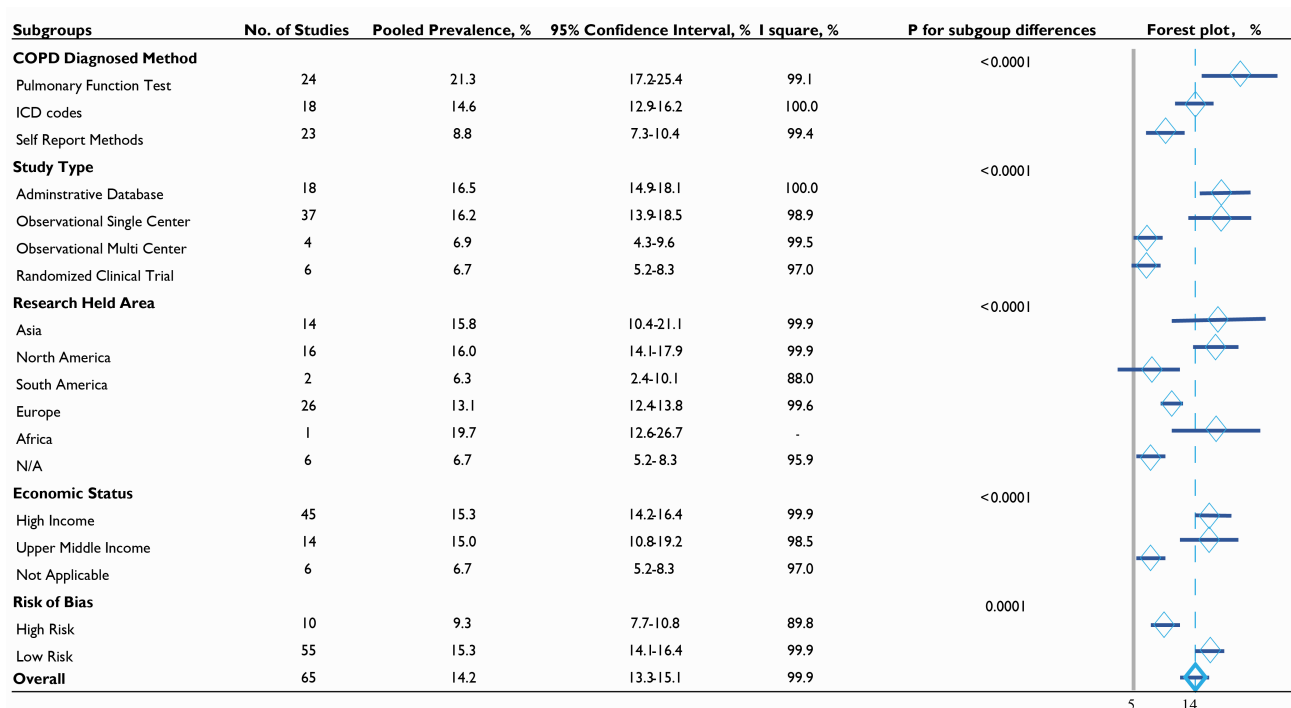 Subgroups No. of Studies Pooled Prevalence, % 95% Confidence Interval, % I square, % P for subgoup differences Forest plot, %
COPD Diagnosed Method <0.0001
Pulmonary Function Test 24 21.3 17.2-25.4 99.1
ICD codes 18 14.6 12.9-16.2 100.0
Self Report Methods 23 8.8 7.3-10.4 99.4
Study Type <0.0001
Adminstrative Database 18 16.5 14.9-18.1 100.0
Observational Single Center 37 16.2 13.9-18.5 98.9
Observational Multi Center 4 6.9 4.3-9.6 99.5
Randomized Clinical Trial 6 6.7 5.2-8.3 97.0
Research Held Area <0.0001
Asia 14 15.8 10.4-21.1 99.9
North America 16 16.0 14.1-17.9 99.9
South America 2 6.3 2.4-10.1 88.0
Europe 26 13.1 12.4-13.8 99.6
Africa 1 19.7 12.6-26.7 -
N/A 6 6.7 5.2- 8.3 95.9
Economic Status <0.0001
High Income 45 15.3 14.2-16.4 99.9
Upper Middle Income 14 15.0 10.8-19.2 98.5
Not Applicable 6 6.7 5.2-8.3 97.0
Risk of Bias 0.0001
High Risk 10 9.3 7.7-10.8 89.8
Low Risk 55 15.3 14.1-16.4 99.9
Overall 65 14.2 13.3-15.1 99.9
5 14